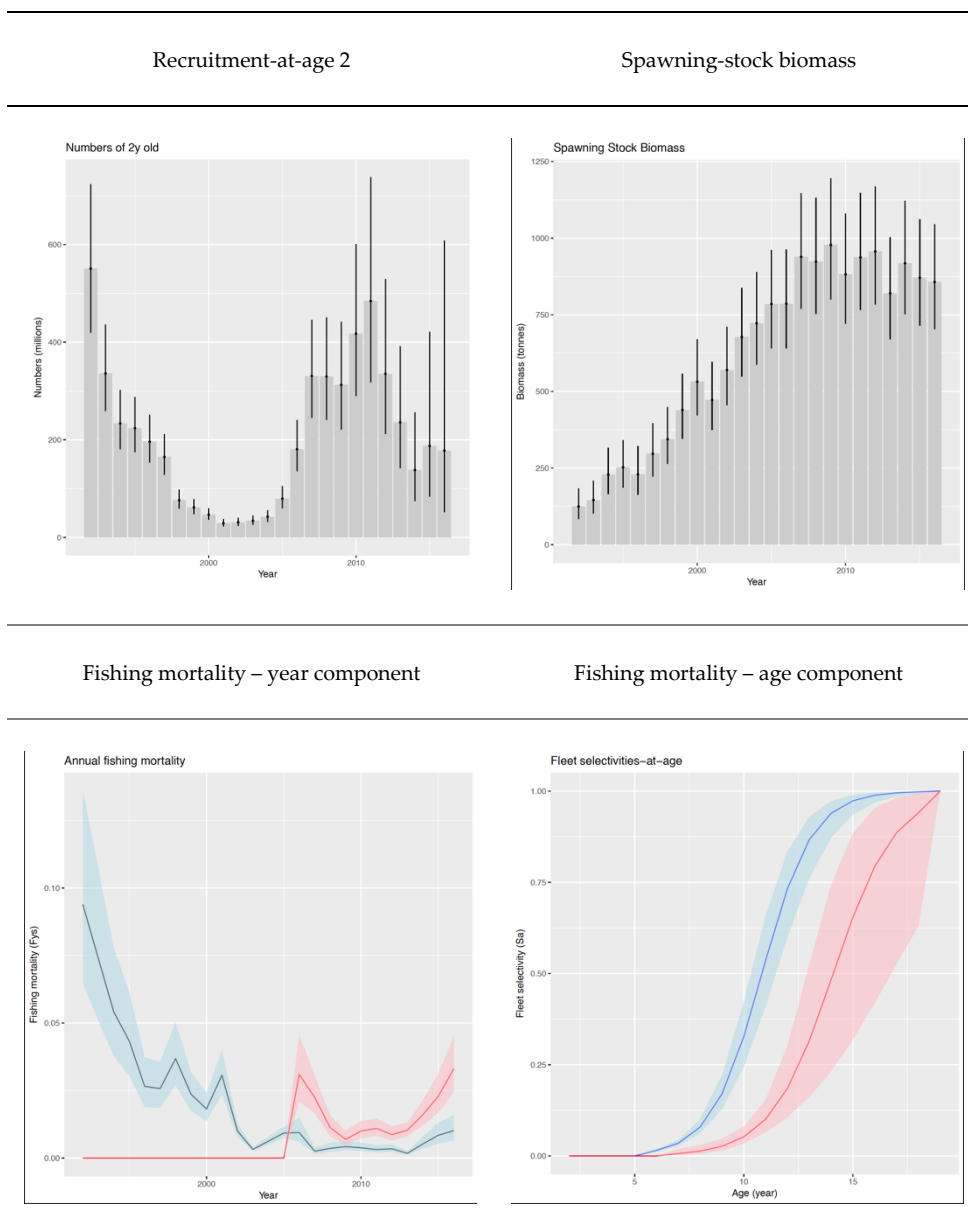 Recruitment-at-age 2
Spawning-stock biomass
Numbers of 2y old
600
400
200
0
Numbers (millions)
2000
2010
Year
Spawning Stock Biomass
1250
1000
750
500
250
0
Biomass (tonnes)
2000
2010
Year
Fishing mortality – year component
Fishing mortality – age component
Annual fishing mortality
0.10
0.05
0.00
Fishing mortality (Fys)
2000
2010
Year
Fleet selectivities−at−age
1.00
0.75
0.50
0.25
0.00
Fleet selectivity (Sa)
5
10
15
Age (year)